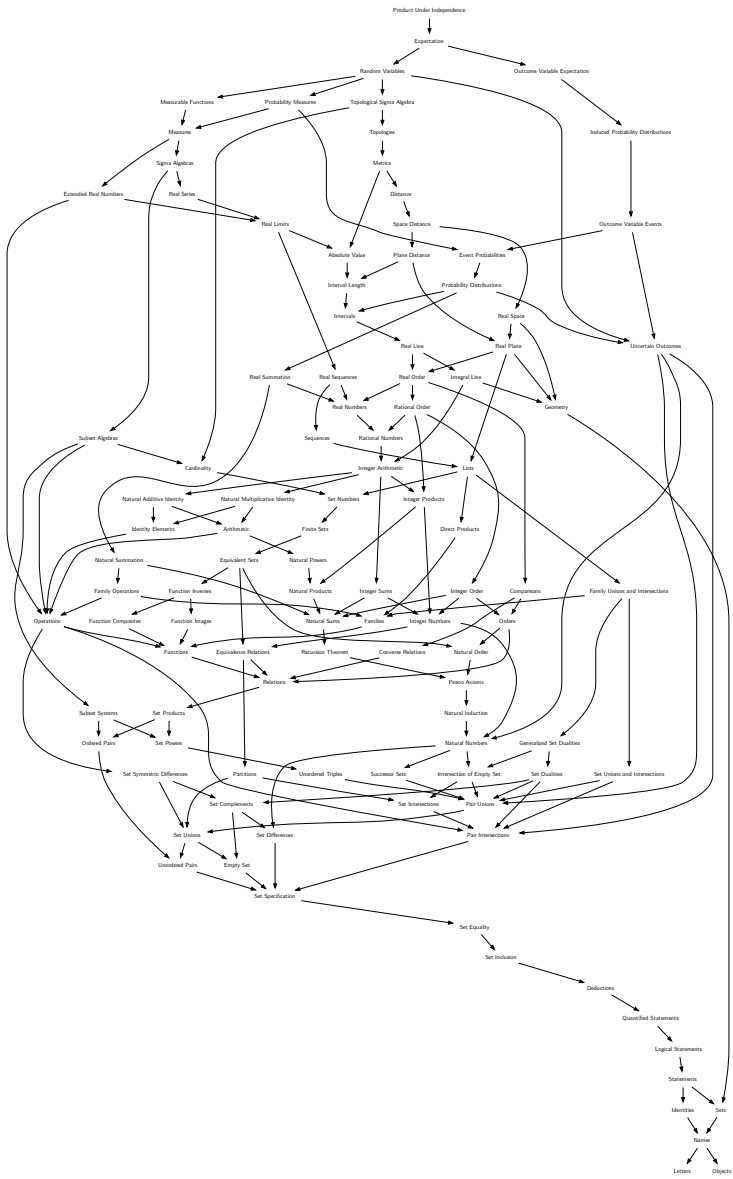 Product Under Independence
Expectation
Random Variables
Outcome Variable Expectation
Measurable Functions
Probability Measures
Topological Sigma Algebra
Measures
Topologies
Induced Probability Distributions
Sigma Algebras
Metrics
Extended Real Numbers
Real Series
Distance
Real Limits
Space Distance
Outcome Variable Events
Absolute Value
Plane Distance
Event Probabilities
Interval Length
Probability Distributions
Intervals
Real Space
Real Line
Real Plane
Uncertain Outcomes
Real Summation
Real Sequences
Real Order
Integral Line
Real Numbers
Rational Order
Geometry
Subset Algebras
Sequences
Rational Numbers
Cardinality
Integer Arithmetic
Lists
Natural Additive Identity
Natural Multiplicative Identity
Set Numbers
Integer Products
Identity Elements
Arithmetic
Finite Sets
Direct Products
Natural Summation
Equivalent Sets
Natural Powers
Family Operations
Function Inverses
Natural Products
Integer Sums
Integer Order
Comparisons
Family Unions and Intersections
Operations
Function Composites
Function Images
Natural Sums
Families
Integer Numbers
Orders
Functions
Equivalence Relations
Recursion Theorem
Converse Relations
Natural Order
Relations
Peano Axioms
Subset Systems
Set Products
Natural Induction
Ordered Pairs
Set Powers
Natural Numbers
Generalized Set Dualities
Set Symmetric Differences
Partitions
Unordered Triples
Successor Sets
Intersection of Empty Set
Set Dualities
Set Unions and Intersections
Set Complements
Set Intersections
Pair Unions
Set Unions
Set Differences
Pair Intersections
Unordered Pairs
Empty Set
Set Specification
Set Equality
Set Inclusion
Deductions
Quantified Statements
Logical Statements
Statements
Identities
Sets
Names
Letters
Objects